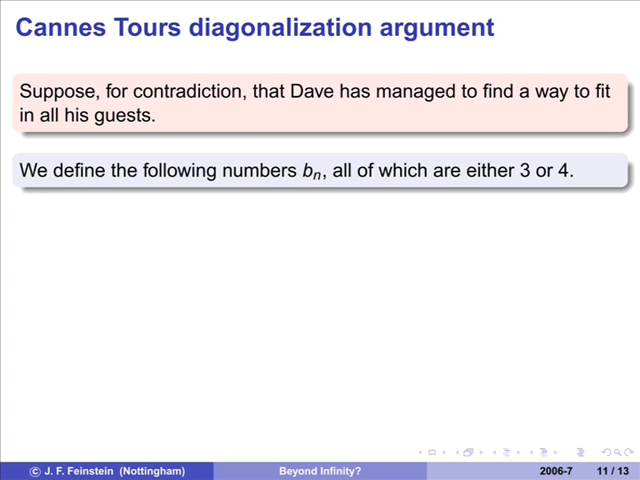 Cannes Tours diagonalization argument
Suppose, for contradiction, that Dave has managed to find a way to fit
in all his guests.
We define the following numbers bₙ, all of which are either 3 or 4.
© J. F. Feinstein (Nottingham) Beyond Infinity? 2006-7 11 / 13